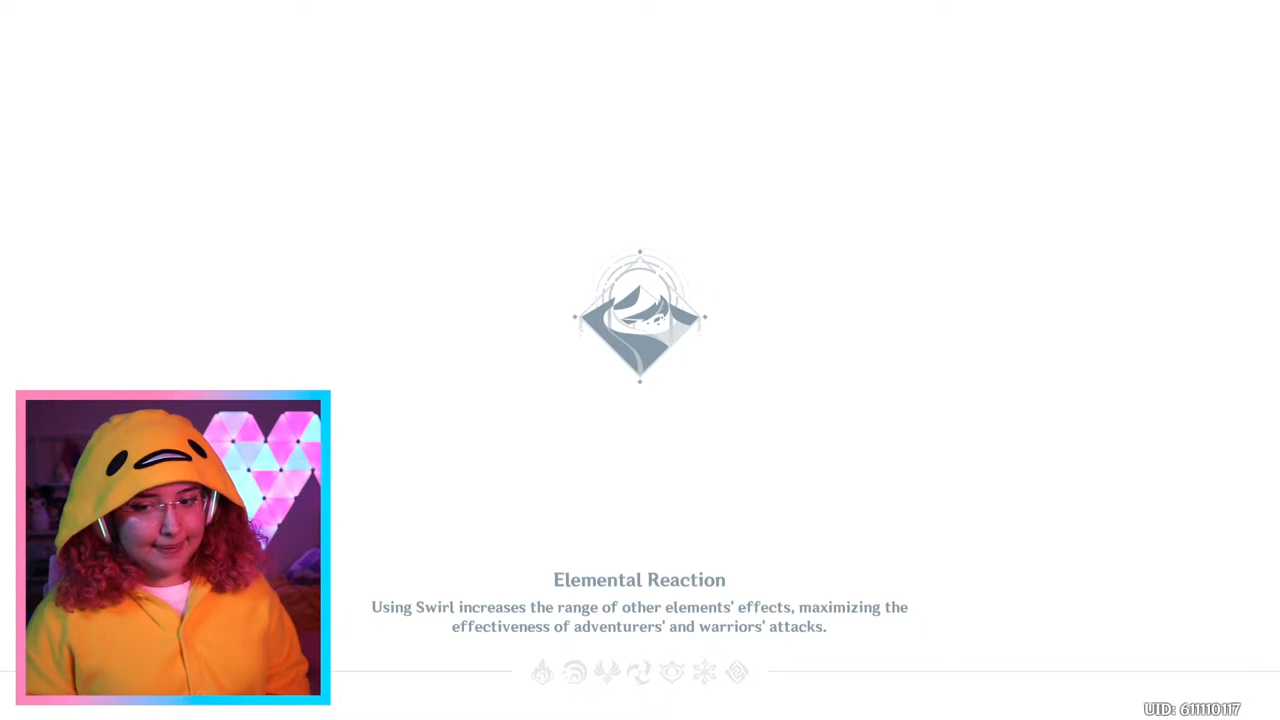 Elemental Reaction
Using Swirl increases the range of other elements' effects, maximizing the
effectiveness of adventurers' and warriors' attacks.
UID: 611110117